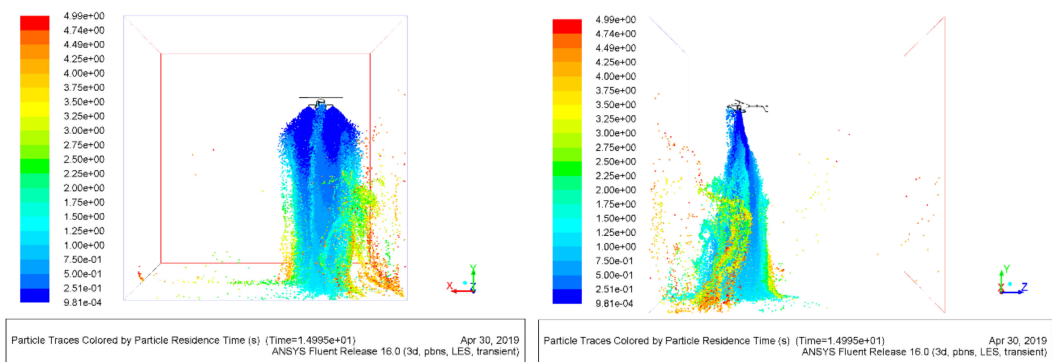 4.99e+00
4.74e+00
4.49e+00
4.25e+00
4.00e+00
3.75e+00
3.50e+00
3.25e+00
3.00e+00
2.75e+00
2.50e+00
2.25e+00
2.00e+00
1.75e+00
1.50e+00
1.25e+00
1.00e+00
7.50e-01
5.00e-01
2.51e-01
9.81e-04
Y
X
Z
Particle Traces Colored by Particle Residence Time (s) (Time=1.4995e+01)
Apr 30, 2019
ANSYS Fluent Release 16.0 (3d, pbns, LES, transient)
4.99e+00
4.74e+00
4.49e+00
4.25e+00
4.00e+00
3.75e+00
3.50e+00
3.25e+00
3.00e+00
2.75e+00
2.50e+00
2.25e+00
2.00e+00
1.75e+00
1.50e+00
1.25e+00
1.00e+00
7.50e-01
5.00e-01
2.51e-01
9.81e-04
Y
X
Z
Particle Traces Colored by Particle Residence Time (s) (Time=1.4995e+01)
Apr 30, 2019
ANSYS Fluent Release 16.0 (3d, pbns, LES, transient)